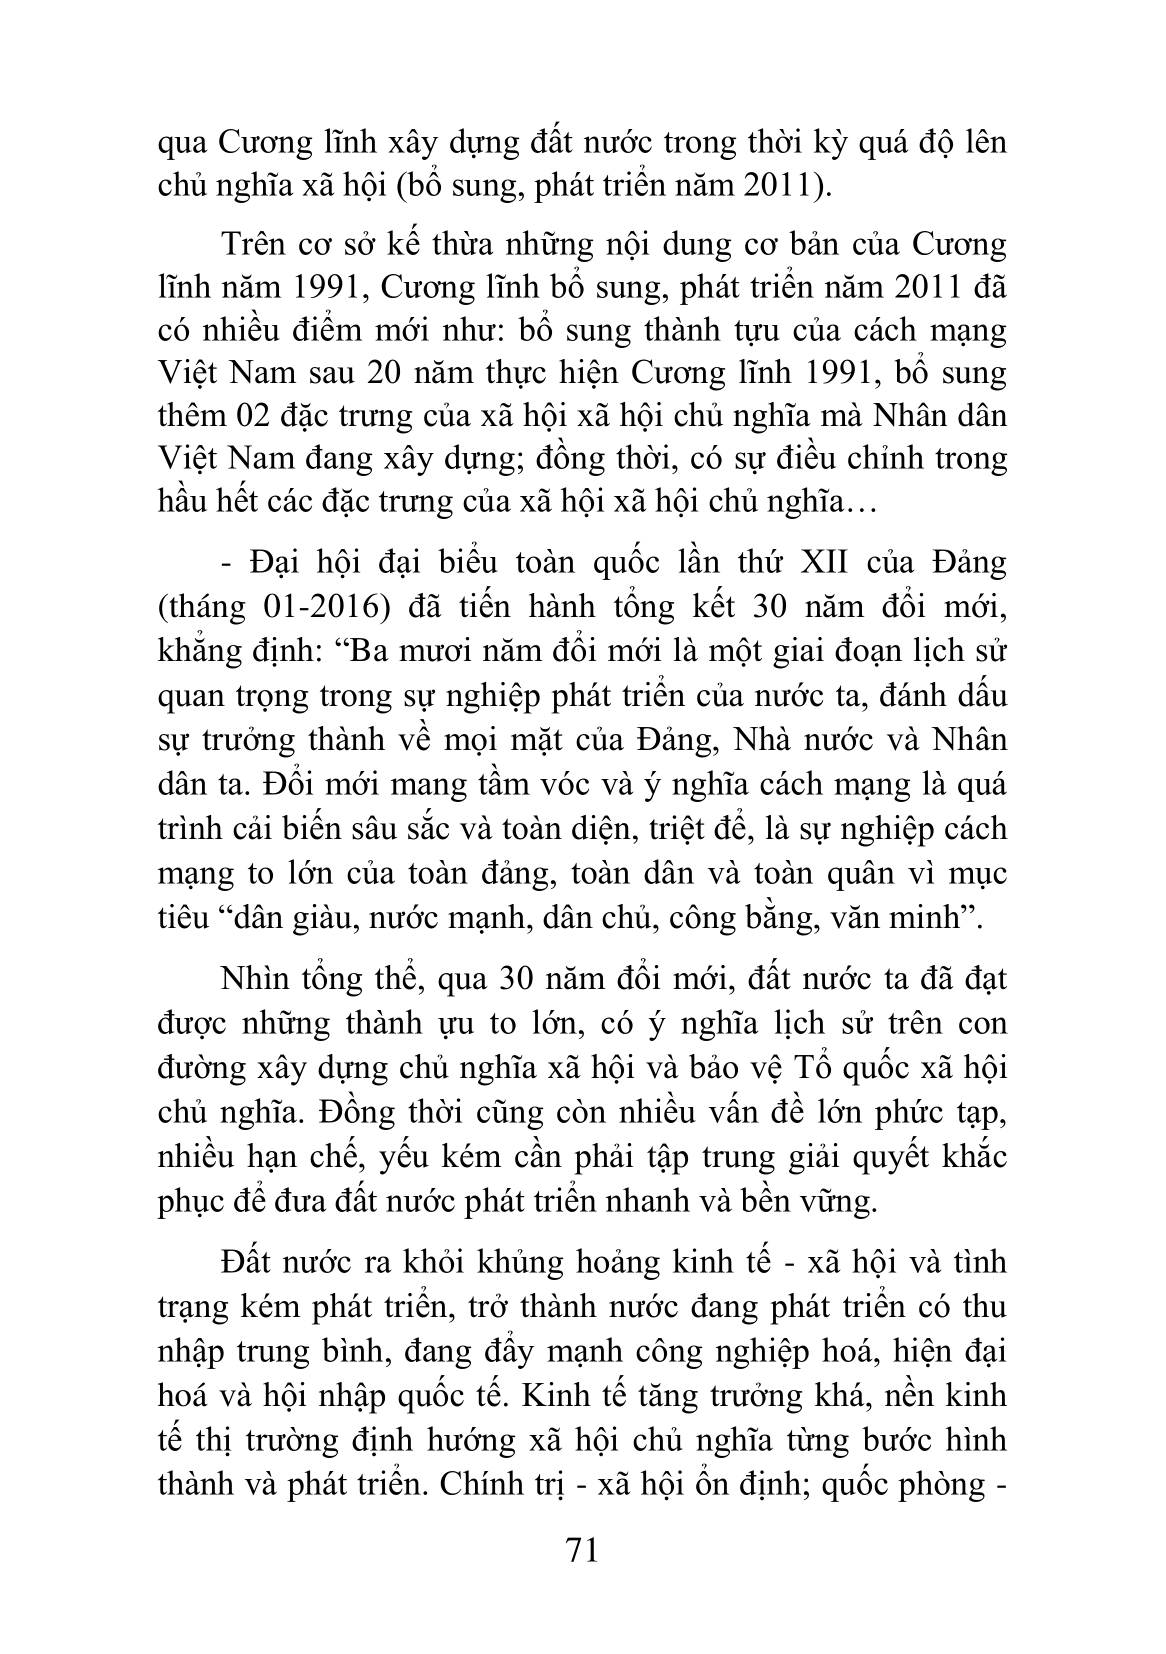 qua Cương lĩnh xây dựng đất nước trong thời kỳ quá độ lên
chủ nghĩa xã hội (bổ sung, phát triển năm 2011).
Trên cơ sở kế thừa những nội dung cơ bản của Cương
lĩnh năm 1991, Cương lĩnh bổ sung, phát triển năm 2011 đã
có nhiều điểm mới như: bổ sung thành tựu của cách mạng
Việt Nam sau 20 năm thực hiện Cương lĩnh 1991, bổ sung
thêm 02 đặc trưng của xã hội xã hội chủ nghĩa mà Nhân dân
Việt Nam đang xây dựng; đồng thời, có sự điều chỉnh trong
hầu hết các đặc trưng của xã hội xã hội chủ nghĩa…
- Đại hội đại biểu toàn quốc lần thứ XII của Đảng
(tháng 01-2016) đã tiến hành tổng kết 30 năm đổi mới,
khẳng định: “Ba mươi năm đổi mới là một giai đoạn lịch sử
quan trọng trong sự nghiệp phát triển của nước ta, đánh dấu
sự trưởng thành về mọi mặt của Đảng, Nhà nước và Nhân
dân ta. Đổi mới mang tầm vóc và ý nghĩa cách mạng là quá
trình cải biến sâu sắc và toàn diện, triệt để, là sự nghiệp cách
mạng to lớn của toàn đảng, toàn dân và toàn quân vì mục
tiêu “dân giàu, nước mạnh, dân chủ, công bằng, văn minh”.
Nhìn tổng thể, qua 30 năm đổi mới, đất nước ta đã đạt
được những thành ựu to lớn, có ý nghĩa lịch sử trên con
đường xây dựng chủ nghĩa xã hội và bảo vệ Tổ quốc xã hội
chủ nghĩa. Đồng thời cũng còn nhiều vấn đề lớn phức tạp,
nhiều hạn chế, yếu kém cần phải tập trung giải quyết khắc
phục để đưa đất nước phát triển nhanh và bền vững.
Đất nước ra khỏi khủng hoảng kinh tế - xã hội và tình
trạng kém phát triển, trở thành nước đang phát triển có thu
nhập trung bình, đang đẩy mạnh công nghiệp hoá, hiện đại
hoá và hội nhập quốc tế. Kinh tế tăng trưởng khá, nền kinh
tế thị trường định hướng xã hội chủ nghĩa từng bước hình
thành và phát triển. Chính trị - xã hội ổn định; quốc phòng -
71